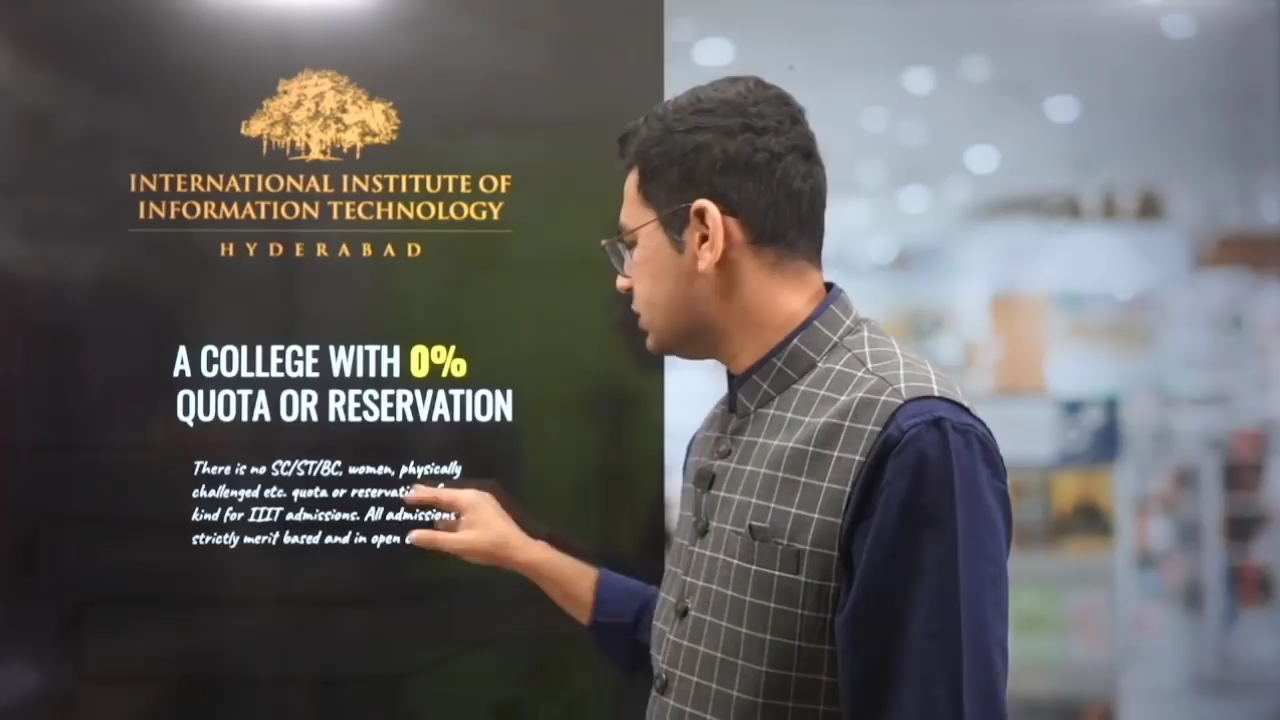 INTERNATIONAL INSTITUTE OF
INFORMATION TECHNOLOGY
HYDERABAD
A COLLEGE WITH 0%
QUOTA OR RESERVATION
There is no SC/ST/BC, women, physically
challenged etc. quota or
kind for IIIT admissions. All admissions
strictly merit based and in open